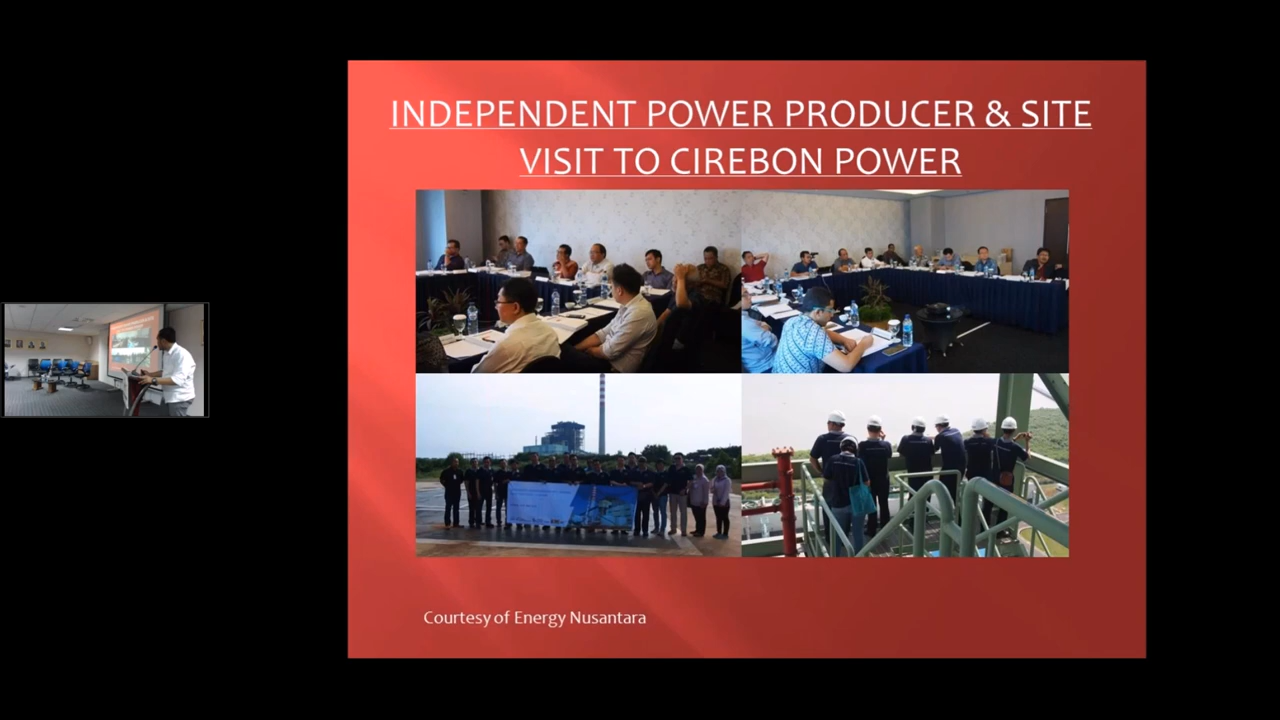 INDEPENDENT POWER PRODUCER & SITE
VISIT TO CIREBON POWER
Courtesy of Energy Nusantara